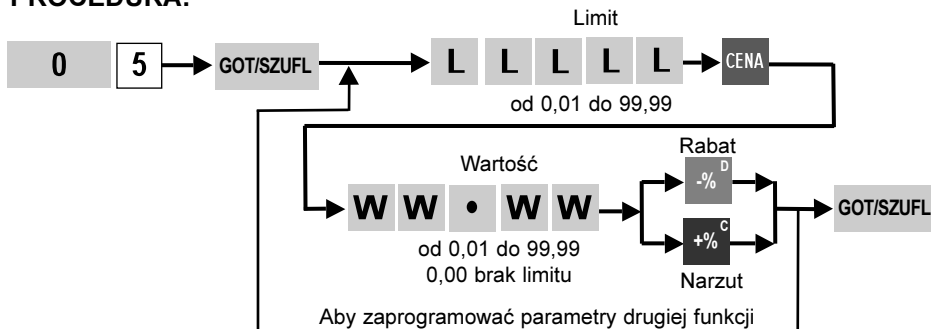 PROCEDURA:
Limit
0 5 GOT/SZUFL L L L L L CENA
od 0,01 do 99,99
Wartość
Rabat
-% D
W W • W W GOT/SZUFL
+% C
od 0,01 do 99,99
0,00 brak limitu
Narzut
Aby zaprogramować parametry drugiej funkcji